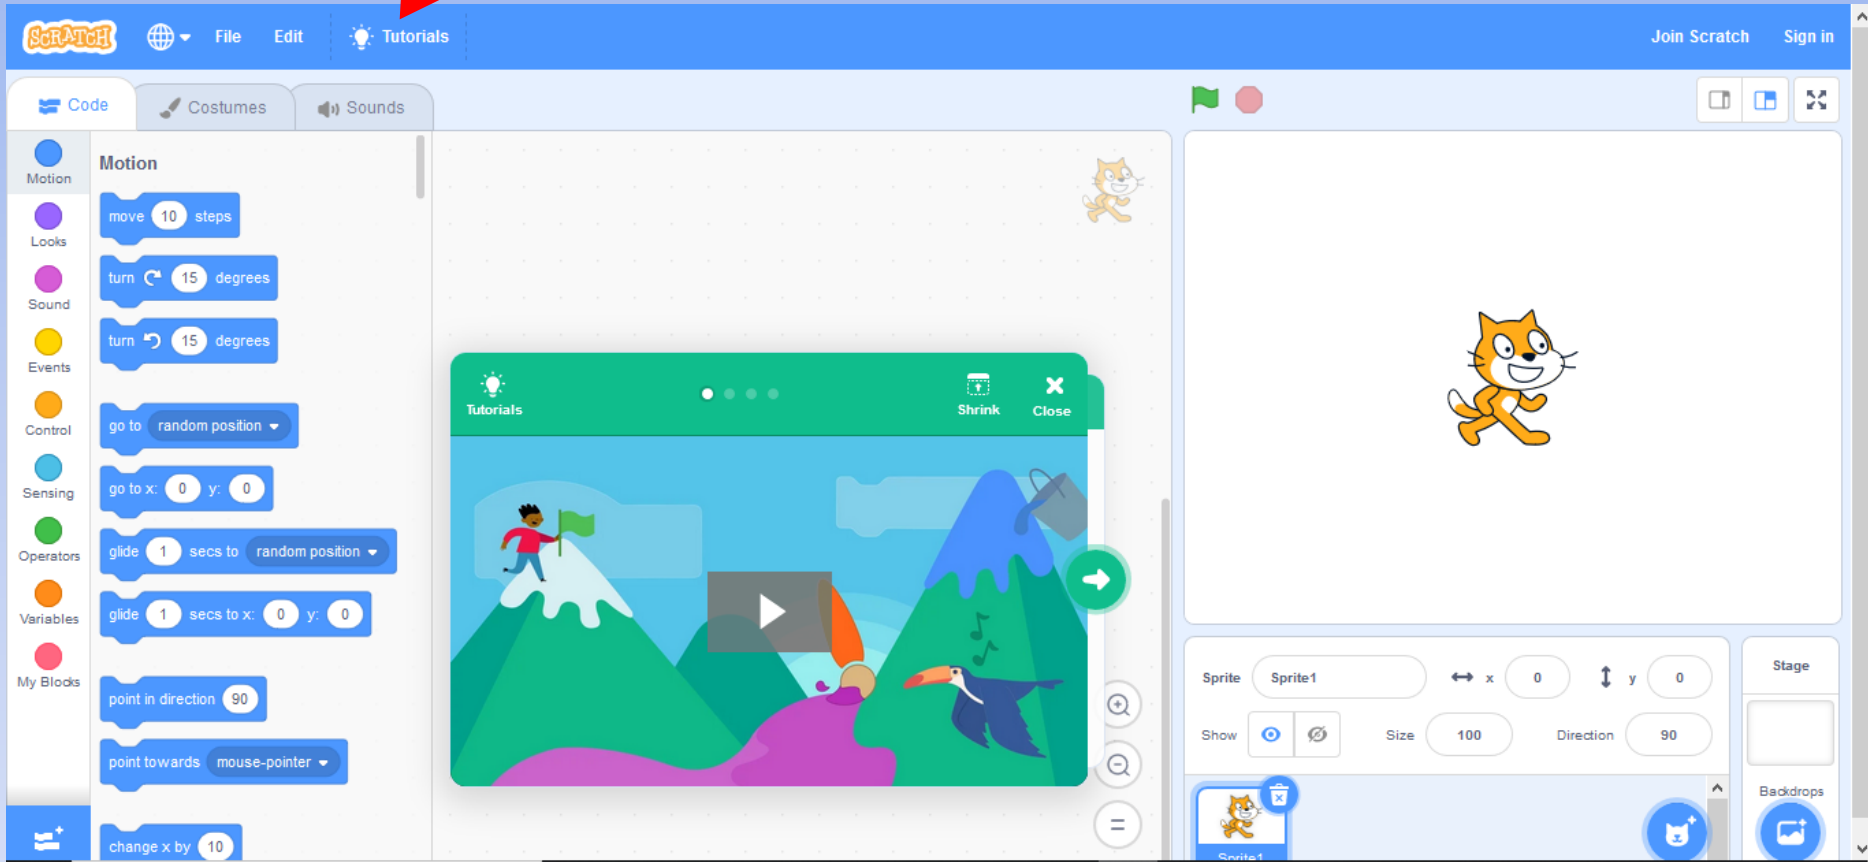 SCRATCH File Edit Tutorials Join Scratch Sign in
Code Costumes Sounds
Motion
Looks
Sound
Events
Control
Sensing
Operators
Variables
My Blocks
Motion
move 10 steps
turn 15 degrees
turn 15 degrees
go to random position
go to x: 0 y: 0
glide 1 secs to random position
glide 1 secs to x: 0 y: 0
point in direction 90
point towards mouse-pointer
change x by 10
Tutorials Shrink Close
Sprite Sprite1 x 0 y 0
Show Size 100 Direction 90
Sprite1
Stage
Backdrops